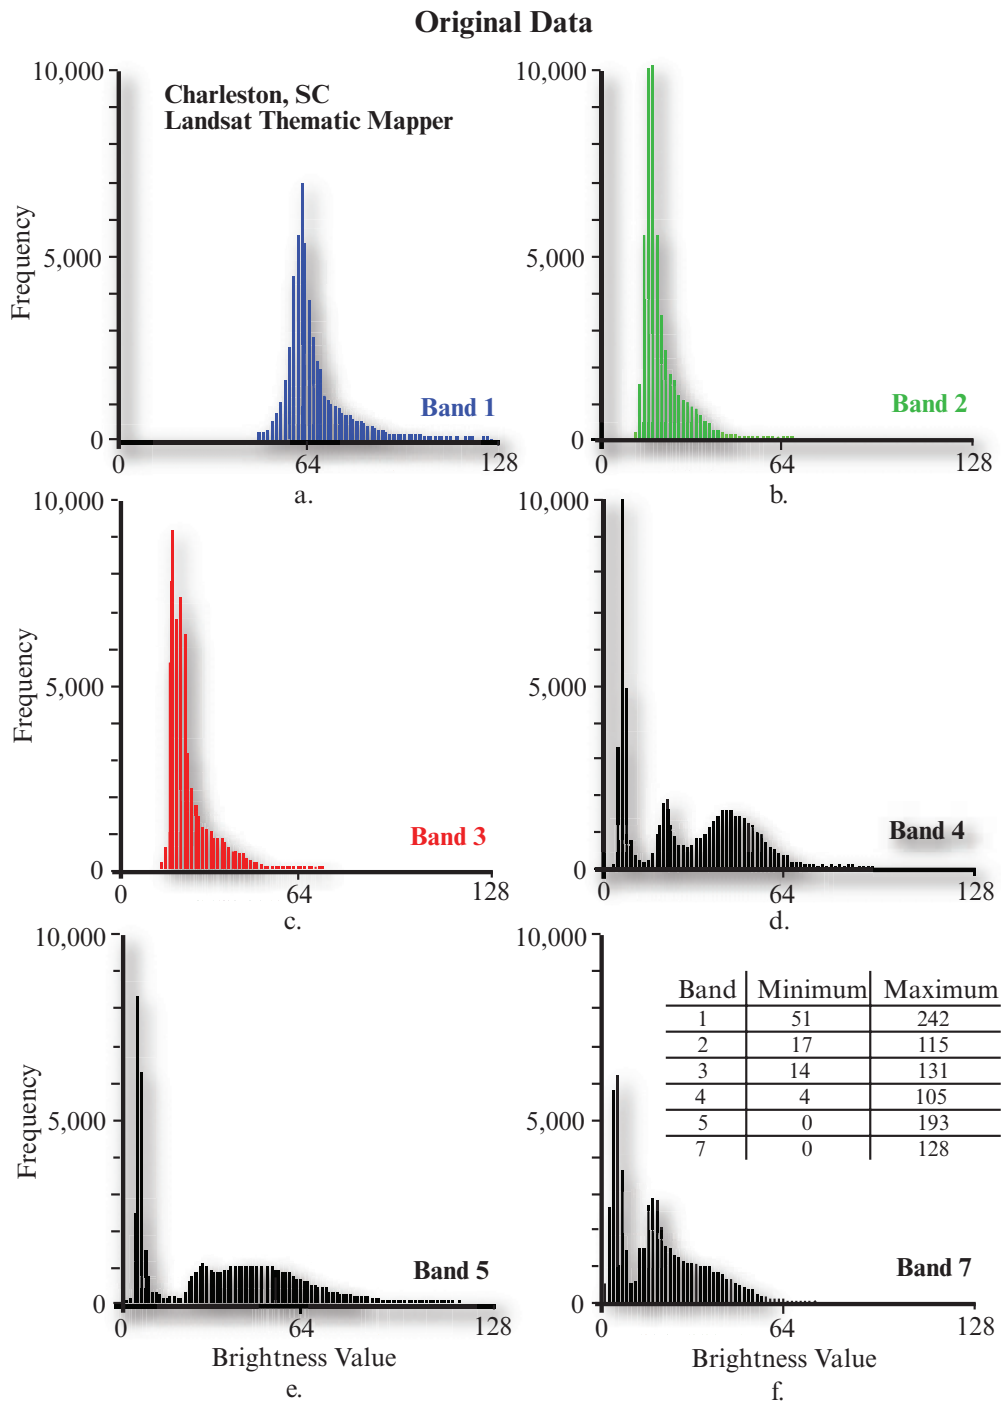 Original Data
10,000
5,000
0
Frequency
Charleston, SC
Landsat Thematic Mapper
Band 1
0 64 128
a.
10,000
5,000
0
Band 2
0 64 128
b.
10,000
5,000
0
Frequency
Band 3
0 64 128
c.
10,000
5,000
0
Band 4
0 64 128
d.
10,000
5,000
0
Frequency
Band 5
0 64 128
Brightness Value
e.
10,000
5,000
0
Band Minimum Maximum
1 51 242
2 17 115
3 14 131
4 4 105
5 0 193
7 0 128
Band 7
0 64 128
Brightness Value
f.